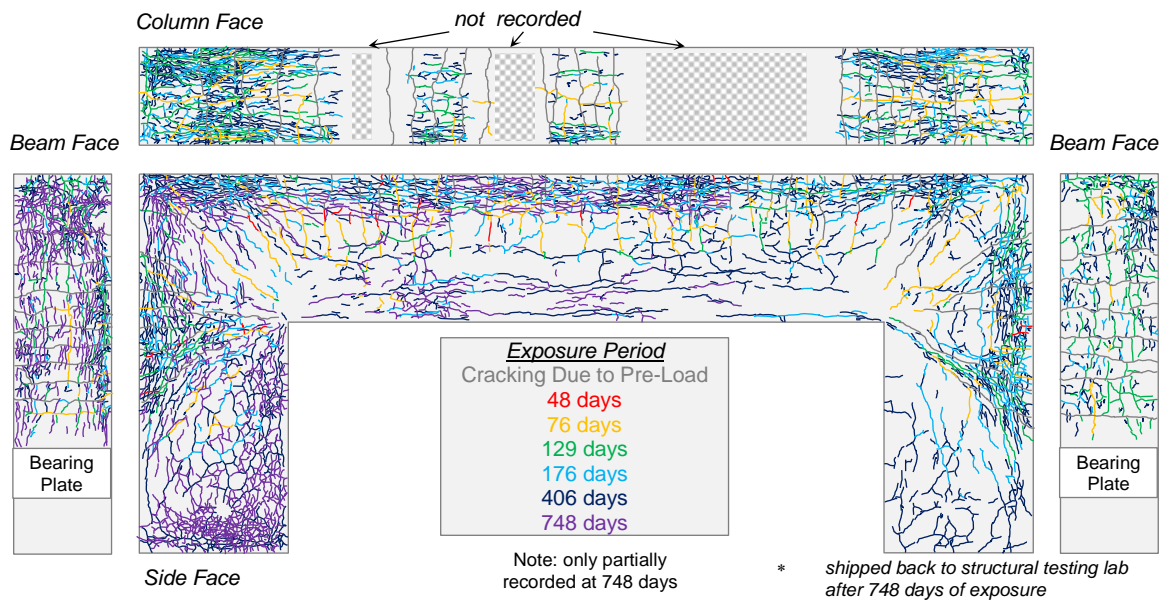 Column Face
not recorded
Beam Face
Beam Face
Exposure Period
Cracking Due to Pre-Load
48 days
76 days
129 days
176 days
406 days
748 days
Bearing
Plate
Bearing
Plate
Note: only partially
recorded at 748 days
Side Face
* shipped back to structural testing lab
after 748 days of exposure